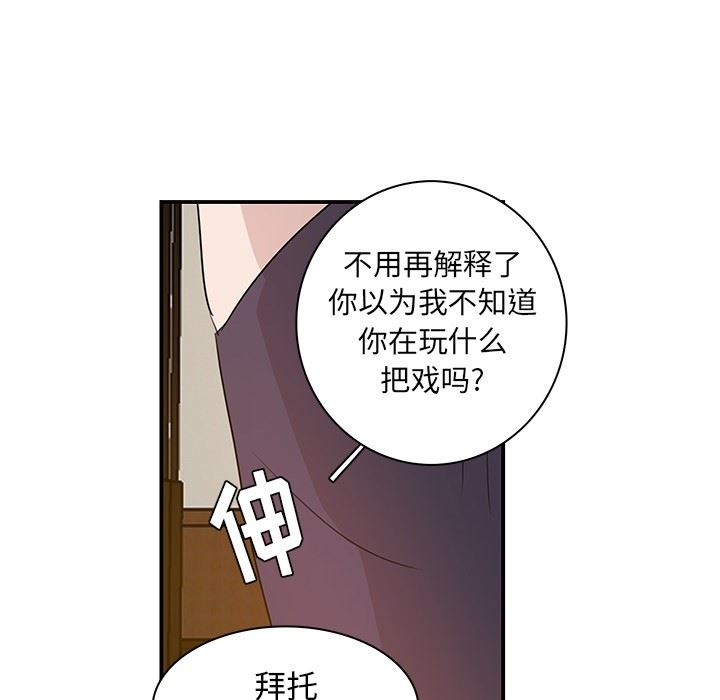 不用再解释了
你以为我不知道
你在玩什么
把戏吗?
伸
拜托